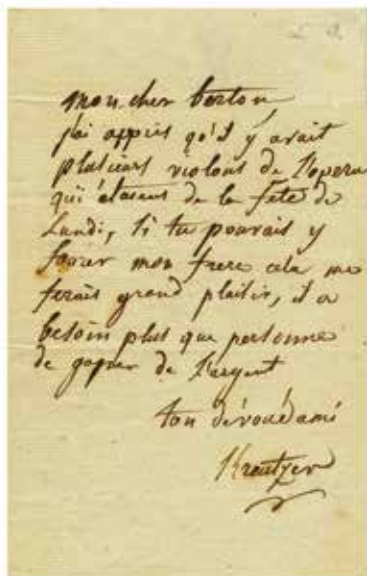 mon cher berton,
j'ai appris qu'il y avait
plusieurs violons de l'opera
qui étaient de la fête de
Lundi, si tu pouvais y
fourer mon frere cela me
ferais grand plaisir, il a
besoin plus que personne
de gagner de l'argent
ton dévoué ami
Kreutzer